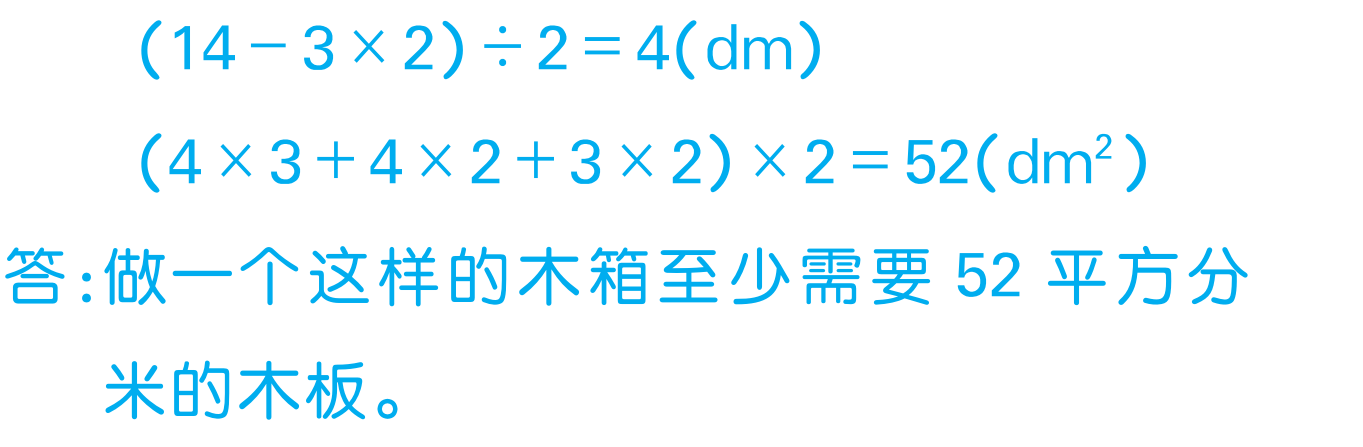 (14－3×2)÷2＝4(dm)
(4×3＋4×2＋3×2)×2＝52(dm²)
答:做一个这样的木箱至少需要 52 平方分
米的木板。